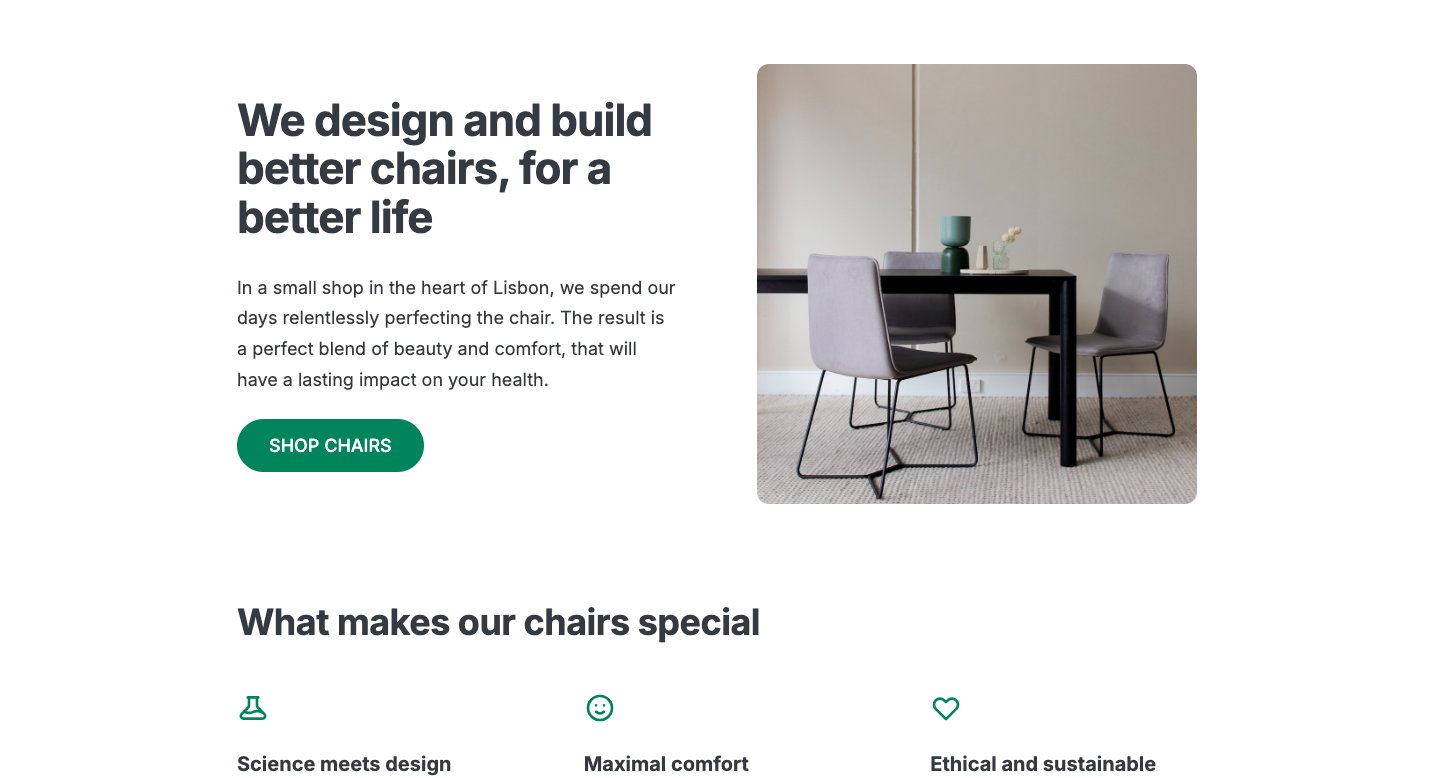 We design and build
better chairs, for a
better life
In a small shop in the heart of Lisbon, we spend our
days relentlessly perfecting the chair. The result is
a perfect blend of beauty and comfort, that will
have a lasting impact on your health.
SHOP CHAIRS
What makes our chairs special
Science meets design
Maximal comfort
Ethical and sustainable